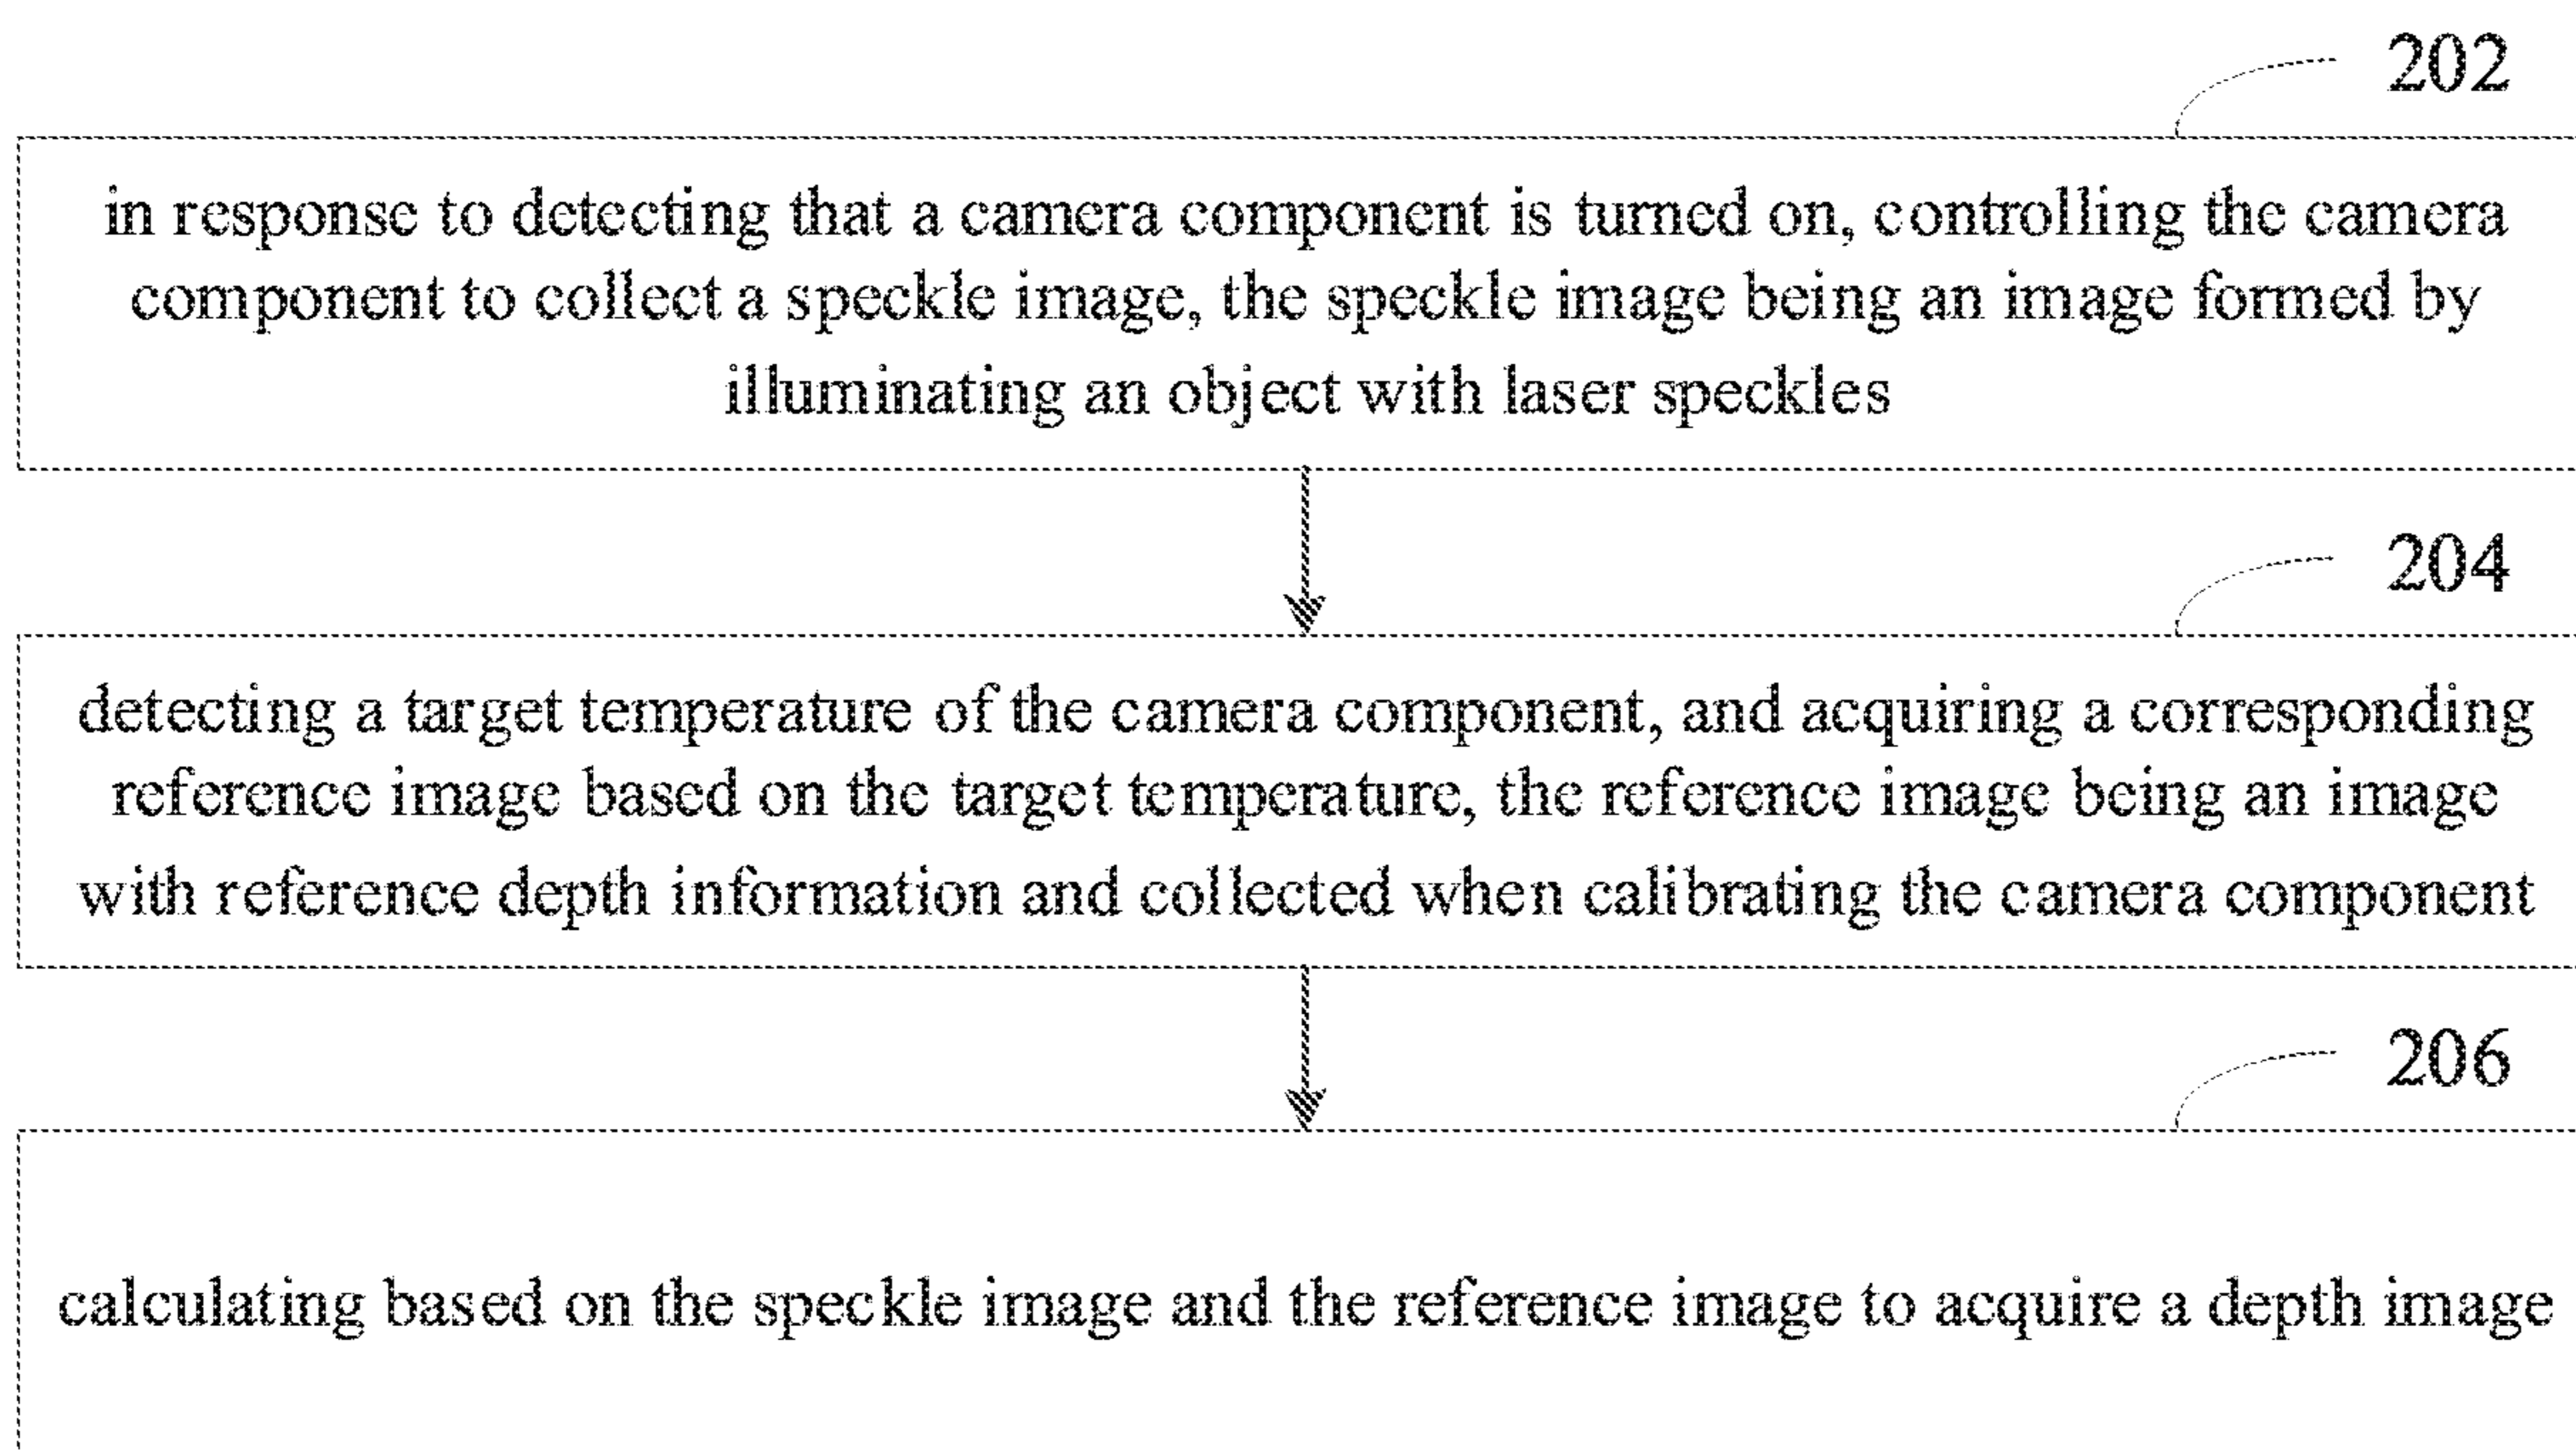 202
in response to detecting that a camera component is turned on, controlling the camera
component to collect a speckle image, the speckle image being an image formed by
illuminating an object with laser speckles
204
detecting a target temperature of the camera component, and acquiring a corresponding
reference image based on the target temperature, the reference image being an image
with reference depth information and collected when calibrating the camera component
206
calculating based on the speckle image and the reference image to acquire a depth image